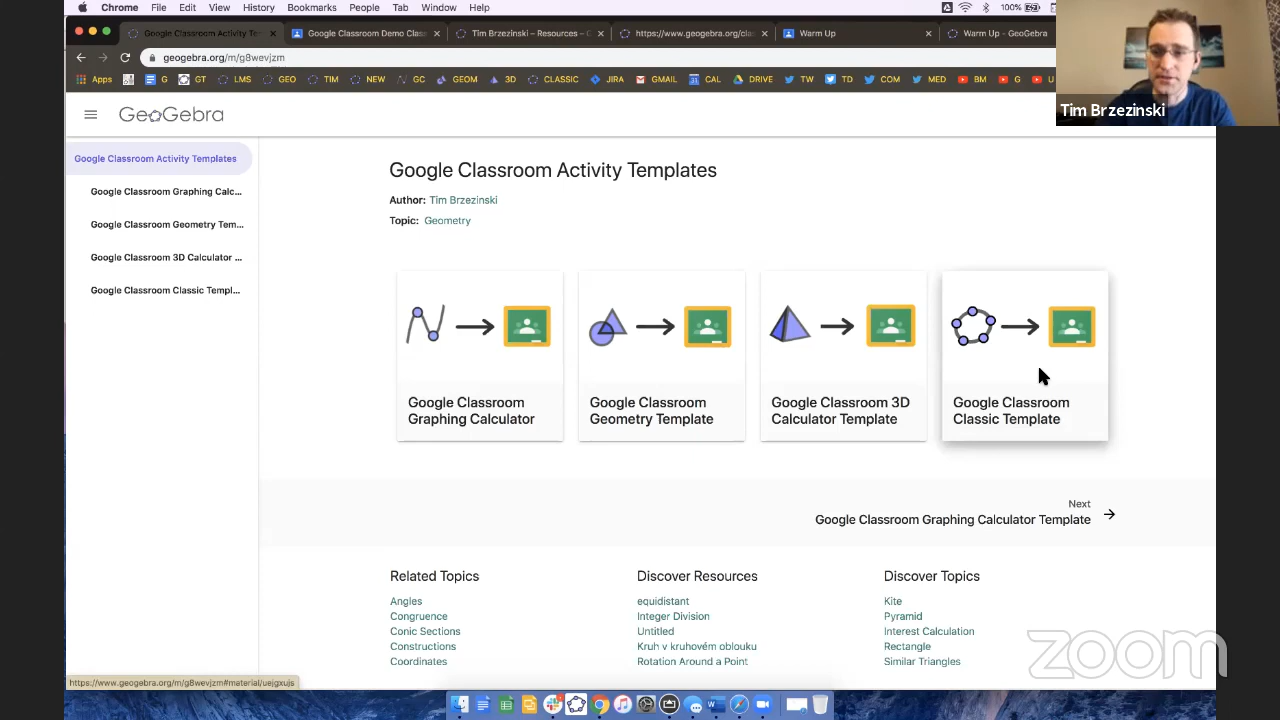 Chrome File Edit View History Bookmarks People Tab Window Help
100%
Google Classroom Activity Te
Google Classroom Demo Class
Tim Brzezinski – Resources – G
https://www.geogebra.org/clas
Warm Up
Warm Up - GeoGebra
geogebra.org/m/g8wevjzm
Apps G GT LMS GEO TIM NEW GC GEOM 3D CLASSIC JIRA GMAIL CAL DRIVE TW TD COM MED B G U
Tim Brzezinski
GeoGebra
Google Classroom Activity Templates
Google Classroom Graphing Calc...
Google Classroom Geometry Tem...
Google Classroom 3D Calculator ...
Google Classroom Classic Templ...
Google Classroom Activity Templates
Author: Tim Brzezinski
Topic: Geometry
Google Classroom
Graphing Calculator
Google Classroom
Geometry Template
Google Classroom 3D
Calculator Template
Google Classroom
Classic Template
Next
Google Classroom Graphing Calculator Template
Related Topics
Angles
Congruence
Conic Sections
Constructions
Coordinates
Discover Resources
equidistant
Integer Division
Untitled
Kruh v kruhovém oblouku
Rotation Around a Point
Discover Topics
Kite
Pyramid
Interest Calculation
Rectangle
Similar Triangles
zoom
https://www.geogebra.org/m/g8wevjzm#material/uejgxujs